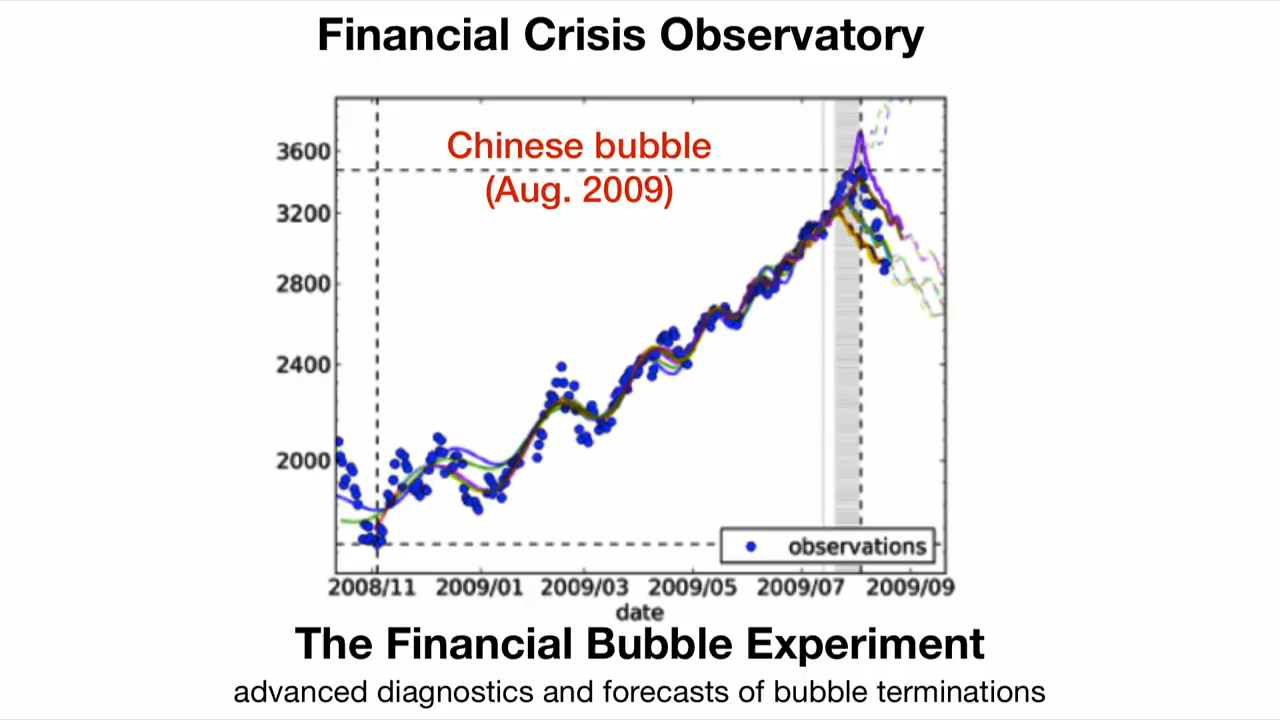 Financial Crisis Observatory
Chinese bubble
(Aug. 2009)
3600
3200
2800
2400
2000
observations
2008/11 2009/01 2009/03 2009/05 2009/07 2009/09
date
The Financial Bubble Experiment
advanced diagnostics and forecasts of bubble terminations